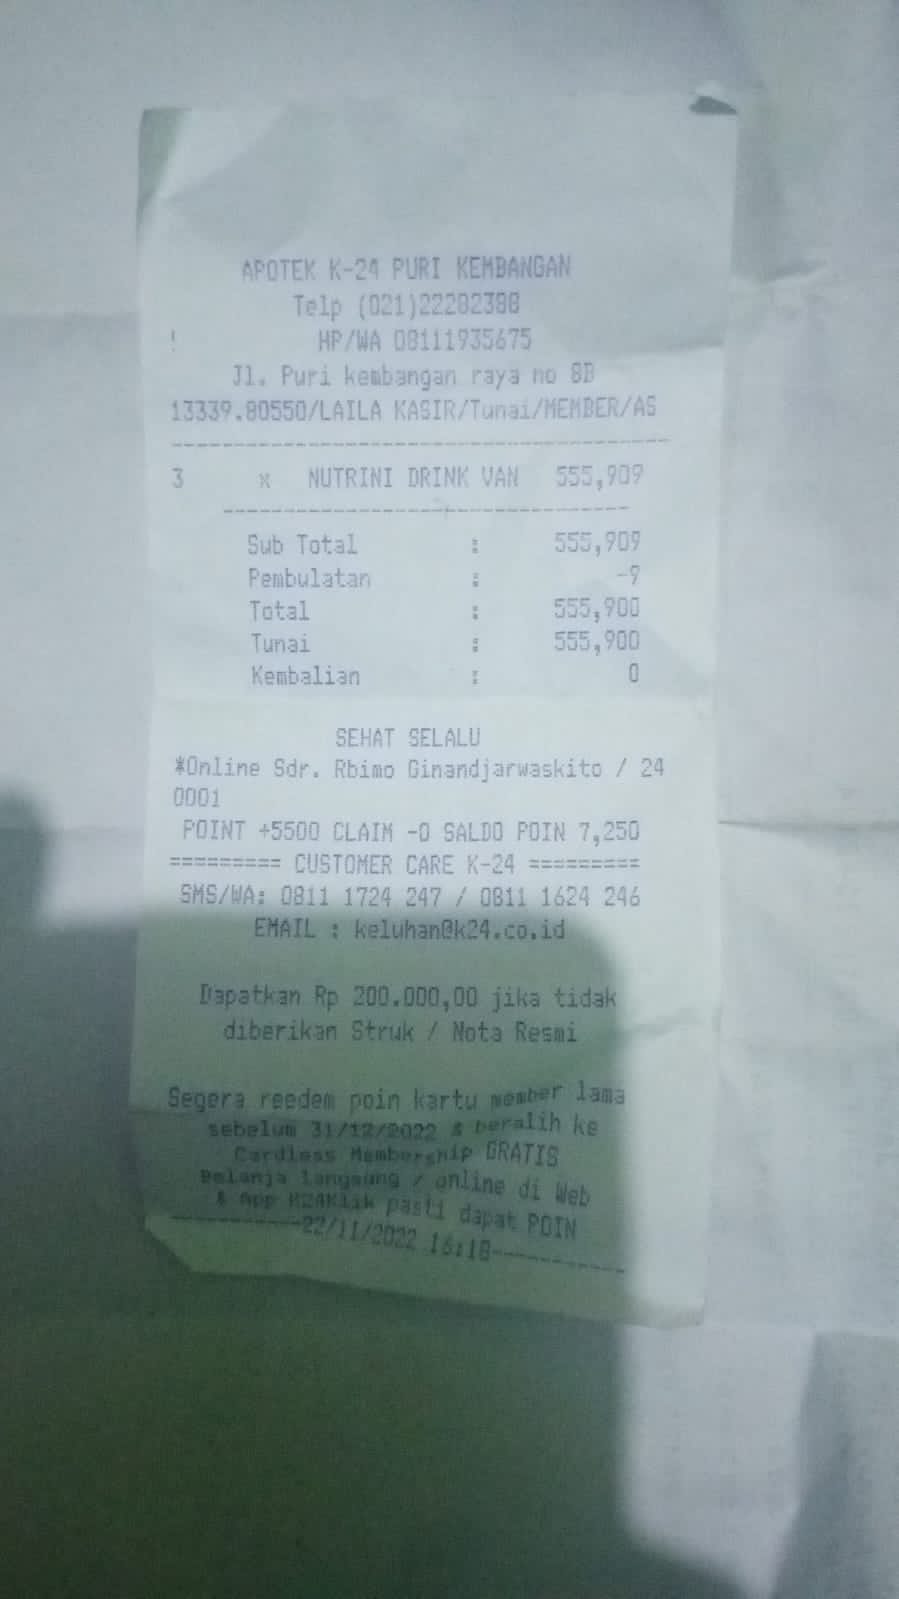 APOTEK K-24 PURI KEMBANGAN
Telp (021)22282388
! HP/WA 08111935675
Jl. Puri kembangan raya no 8B
13339.80550/LAILA KASIR/Tunai/MEMBER/AS
3 x NUTRINI DRINK VAN 555,909
Sub Total : 555,909
Pembulatan : -9
Total : 555,900
Tunai : 555,900
Kembalian : 0
SEHAT SELALU
*Online Sdr. Rbimo Ginandjarwaskito / 24
0001
POINT +5500 CLAIM -0 SALDO POIN 7,250
========= CUSTOMER CARE K-24 =========
SMS/WA: 0811 1724 247 / 0811 1624 246
EMAIL : keluhan@k24.co.id
Dapatkan Rp 200.000,00 jika tidak
diberikan Struk / Nota Resmi
Segera reedem poin kartu member lama
sebelum 31/12/2022 & beralih ke
Cardless Membership GRATIS
Belanja langsung / online di Web
& App K24Klik pasti dapat POIN
----------22/11/2022 16:18----------